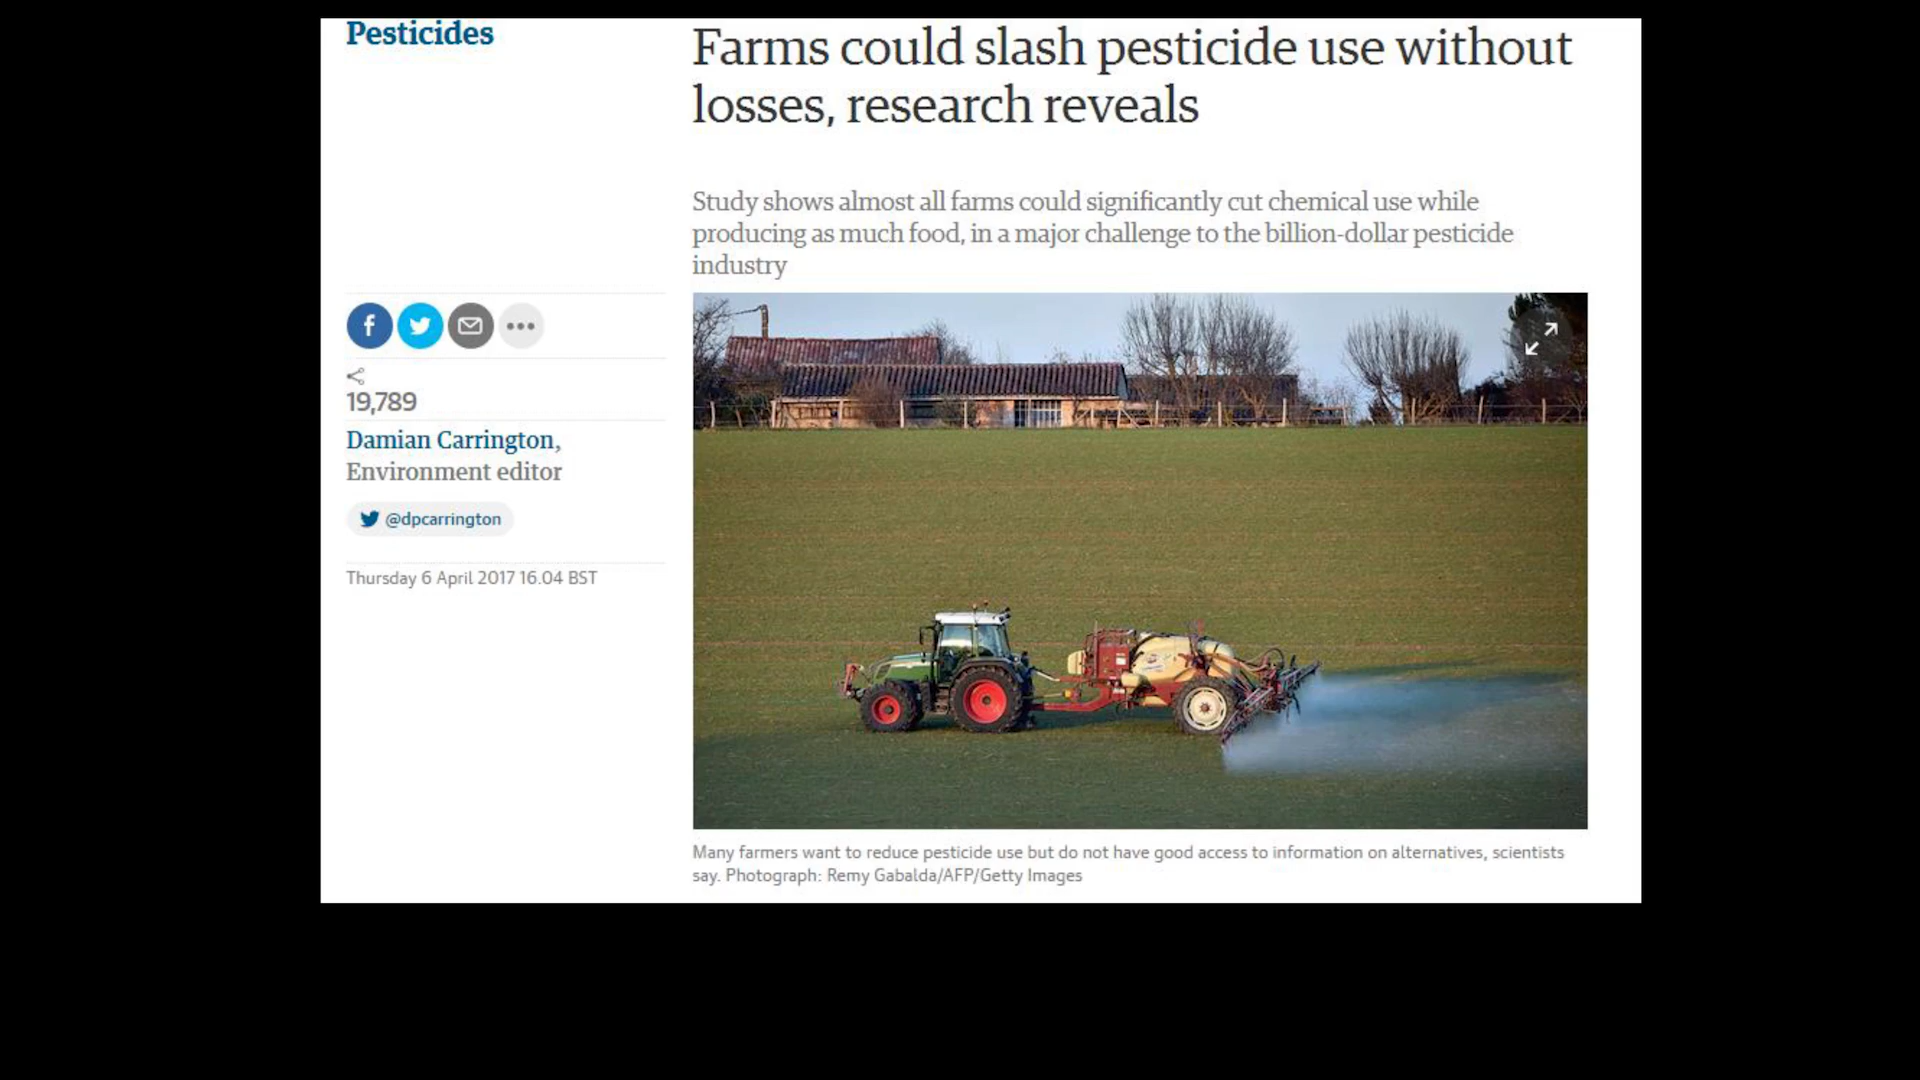 Pesticides
Farms could slash pesticide use without
losses, research reveals
Study shows almost all farms could significantly cut chemical use while
producing as much food, in a major challenge to the billion-dollar pesticide
industry
19,789
Damian Carrington,
Environment editor
@dpcarrington
Thursday 6 April 2017 16.04 BST
Many farmers want to reduce pesticide use but do not have good access to information on alternatives, scientists
say. Photograph: Remy Gabalda/AFP/Getty Images